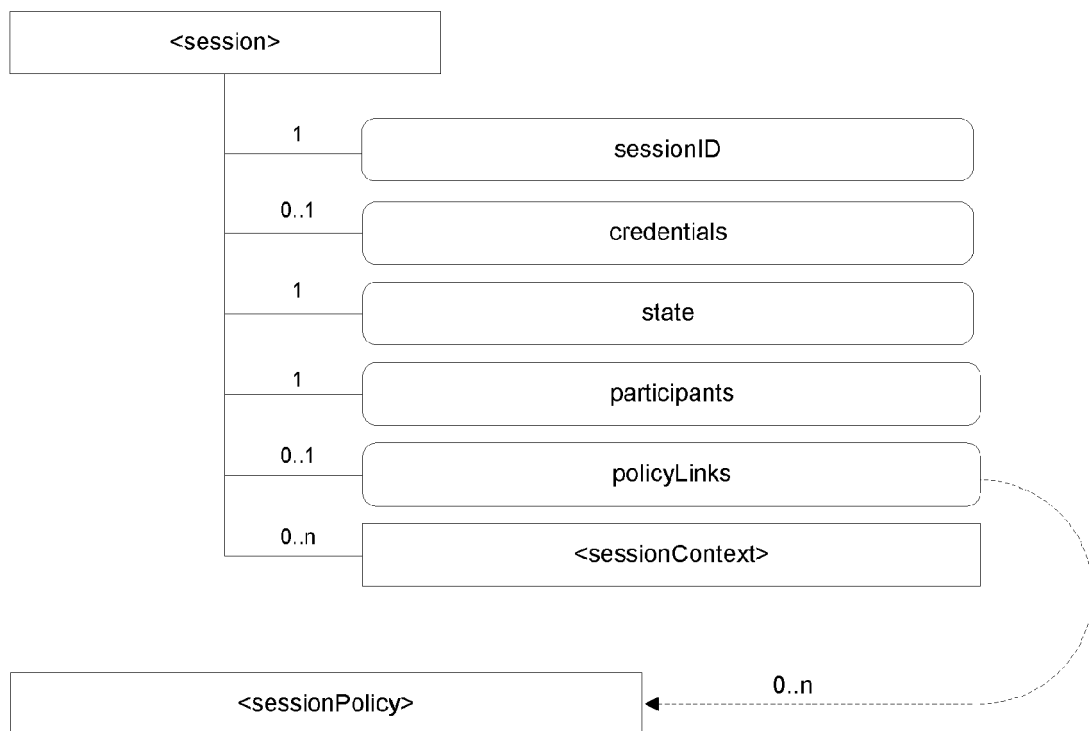 <session>
1
sessionID
0..1
credentials
1
state
1
participants
0..1
policyLinks
0..n
<sessionContext>
0..n
<sessionPolicy>